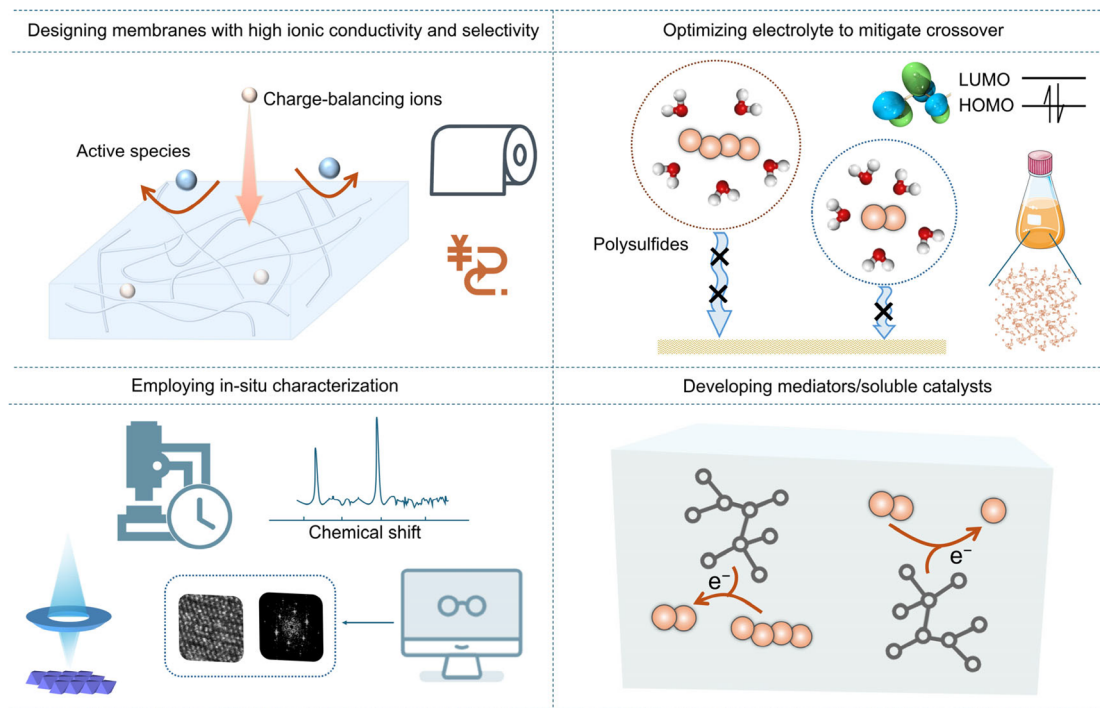 Designing membranes with high ionic conductivity and selectivity
Charge-balancing ions
Active species
¥
Optimizing electrolyte to mitigate crossover
LUMO
HOMO
Polysulfides
Employing in-situ characterization
Chemical shift
Developing mediators/soluble catalysts
e⁻
e⁻